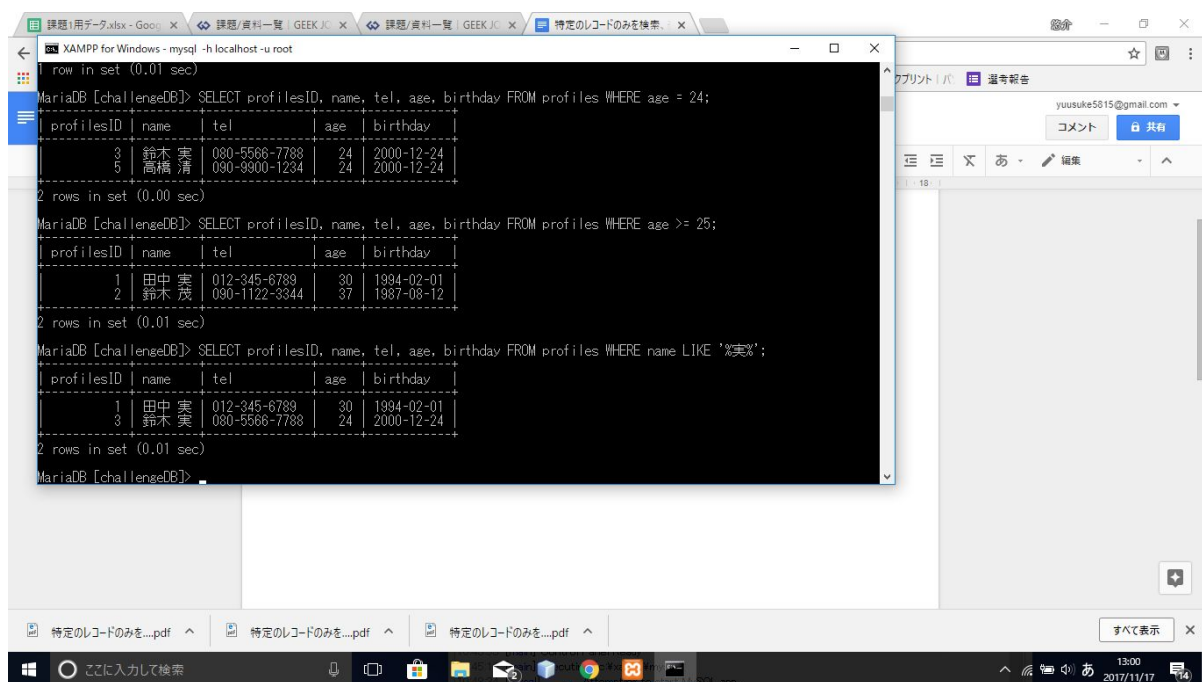 課題1用データ.xlsx - Goog
課題/資料一覧 | GEEK JC
課題/資料一覧 | GEEK JC
特定のレコードのみを検索、
XAMPP for Windows - mysql -h localhost -u root
選考報告
yuusuke5815@gmail.com
コメント
共有
あ
編集
18
1 row in set (0.01 sec)
MariaDB [challengeDB]> SELECT profilesID, name, tel, age, birthday FROM profiles WHERE age = 24;
+------------+-----------+---------------+------+------------+
| profilesID | name | tel | age | birthday |
+------------+-----------+---------------+------+------------+
| 3 | 鈴木 実 | 080-5566-7788 | 24 | 2000-12-24 |
| 5 | 高橋 清 | 090-9900-1234 | 24 | 2000-12-24 |
+------------+-----------+---------------+------+------------+
2 rows in set (0.00 sec)
MariaDB [challengeDB]> SELECT profilesID, name, tel, age, birthday FROM profiles WHERE age >= 25;
+------------+-----------+---------------+------+------------+
| profilesID | name | tel | age | birthday |
+------------+-----------+---------------+------+------------+
| 1 | 田中 実 | 012-345-6789 | 30 | 1994-02-01 |
| 2 | 鈴木 茂 | 090-1122-3344 | 37 | 1987-08-12 |
+------------+-----------+---------------+------+------------+
2 rows in set (0.01 sec)
MariaDB [challengeDB]> SELECT profilesID, name, tel, age, birthday FROM profiles WHERE name LIKE '%実%';
+------------+-----------+---------------+------+------------+
| profilesID | name | tel | age | birthday |
+------------+-----------+---------------+------+------------+
| 1 | 田中 実 | 012-345-6789 | 30 | 1994-02-01 |
| 3 | 鈴木 実 | 080-5566-7788 | 24 | 2000-12-24 |
+------------+-----------+---------------+------+------------+
2 rows in set (0.01 sec)
MariaDB [challengeDB]> _
特定のレコードのみを....pdf
特定のレコードのみを....pdf
特定のレコードのみを....pdf
すべて表示
ここに入力して検索
あ
13:00
2017/11/17
14